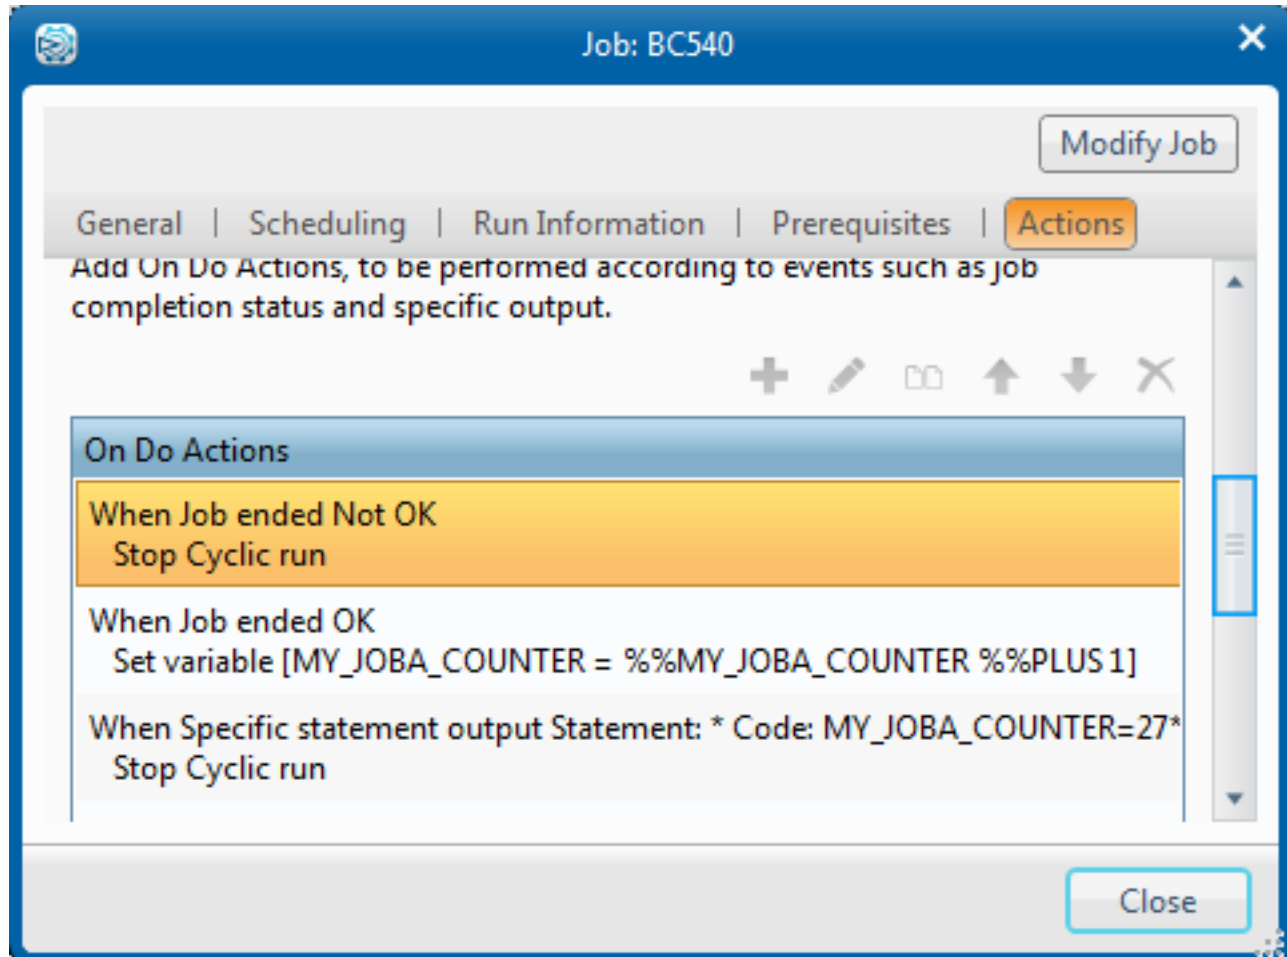 Job: BC540
Modify Job
General | Scheduling | Run Information | Prerequisites | Actions
Add On Do Actions, to be performed according to events such as job
completion status and specific output.
On Do Actions
When Job ended Not OK
Stop Cyclic run
When Job ended OK
Set variable [MY_JOBA_COUNTER = %%MY_JOBA_COUNTER %%PLUS 1]
When Specific statement output Statement: * Code: MY_JOBA_COUNTER=27*
Stop Cyclic run
Close